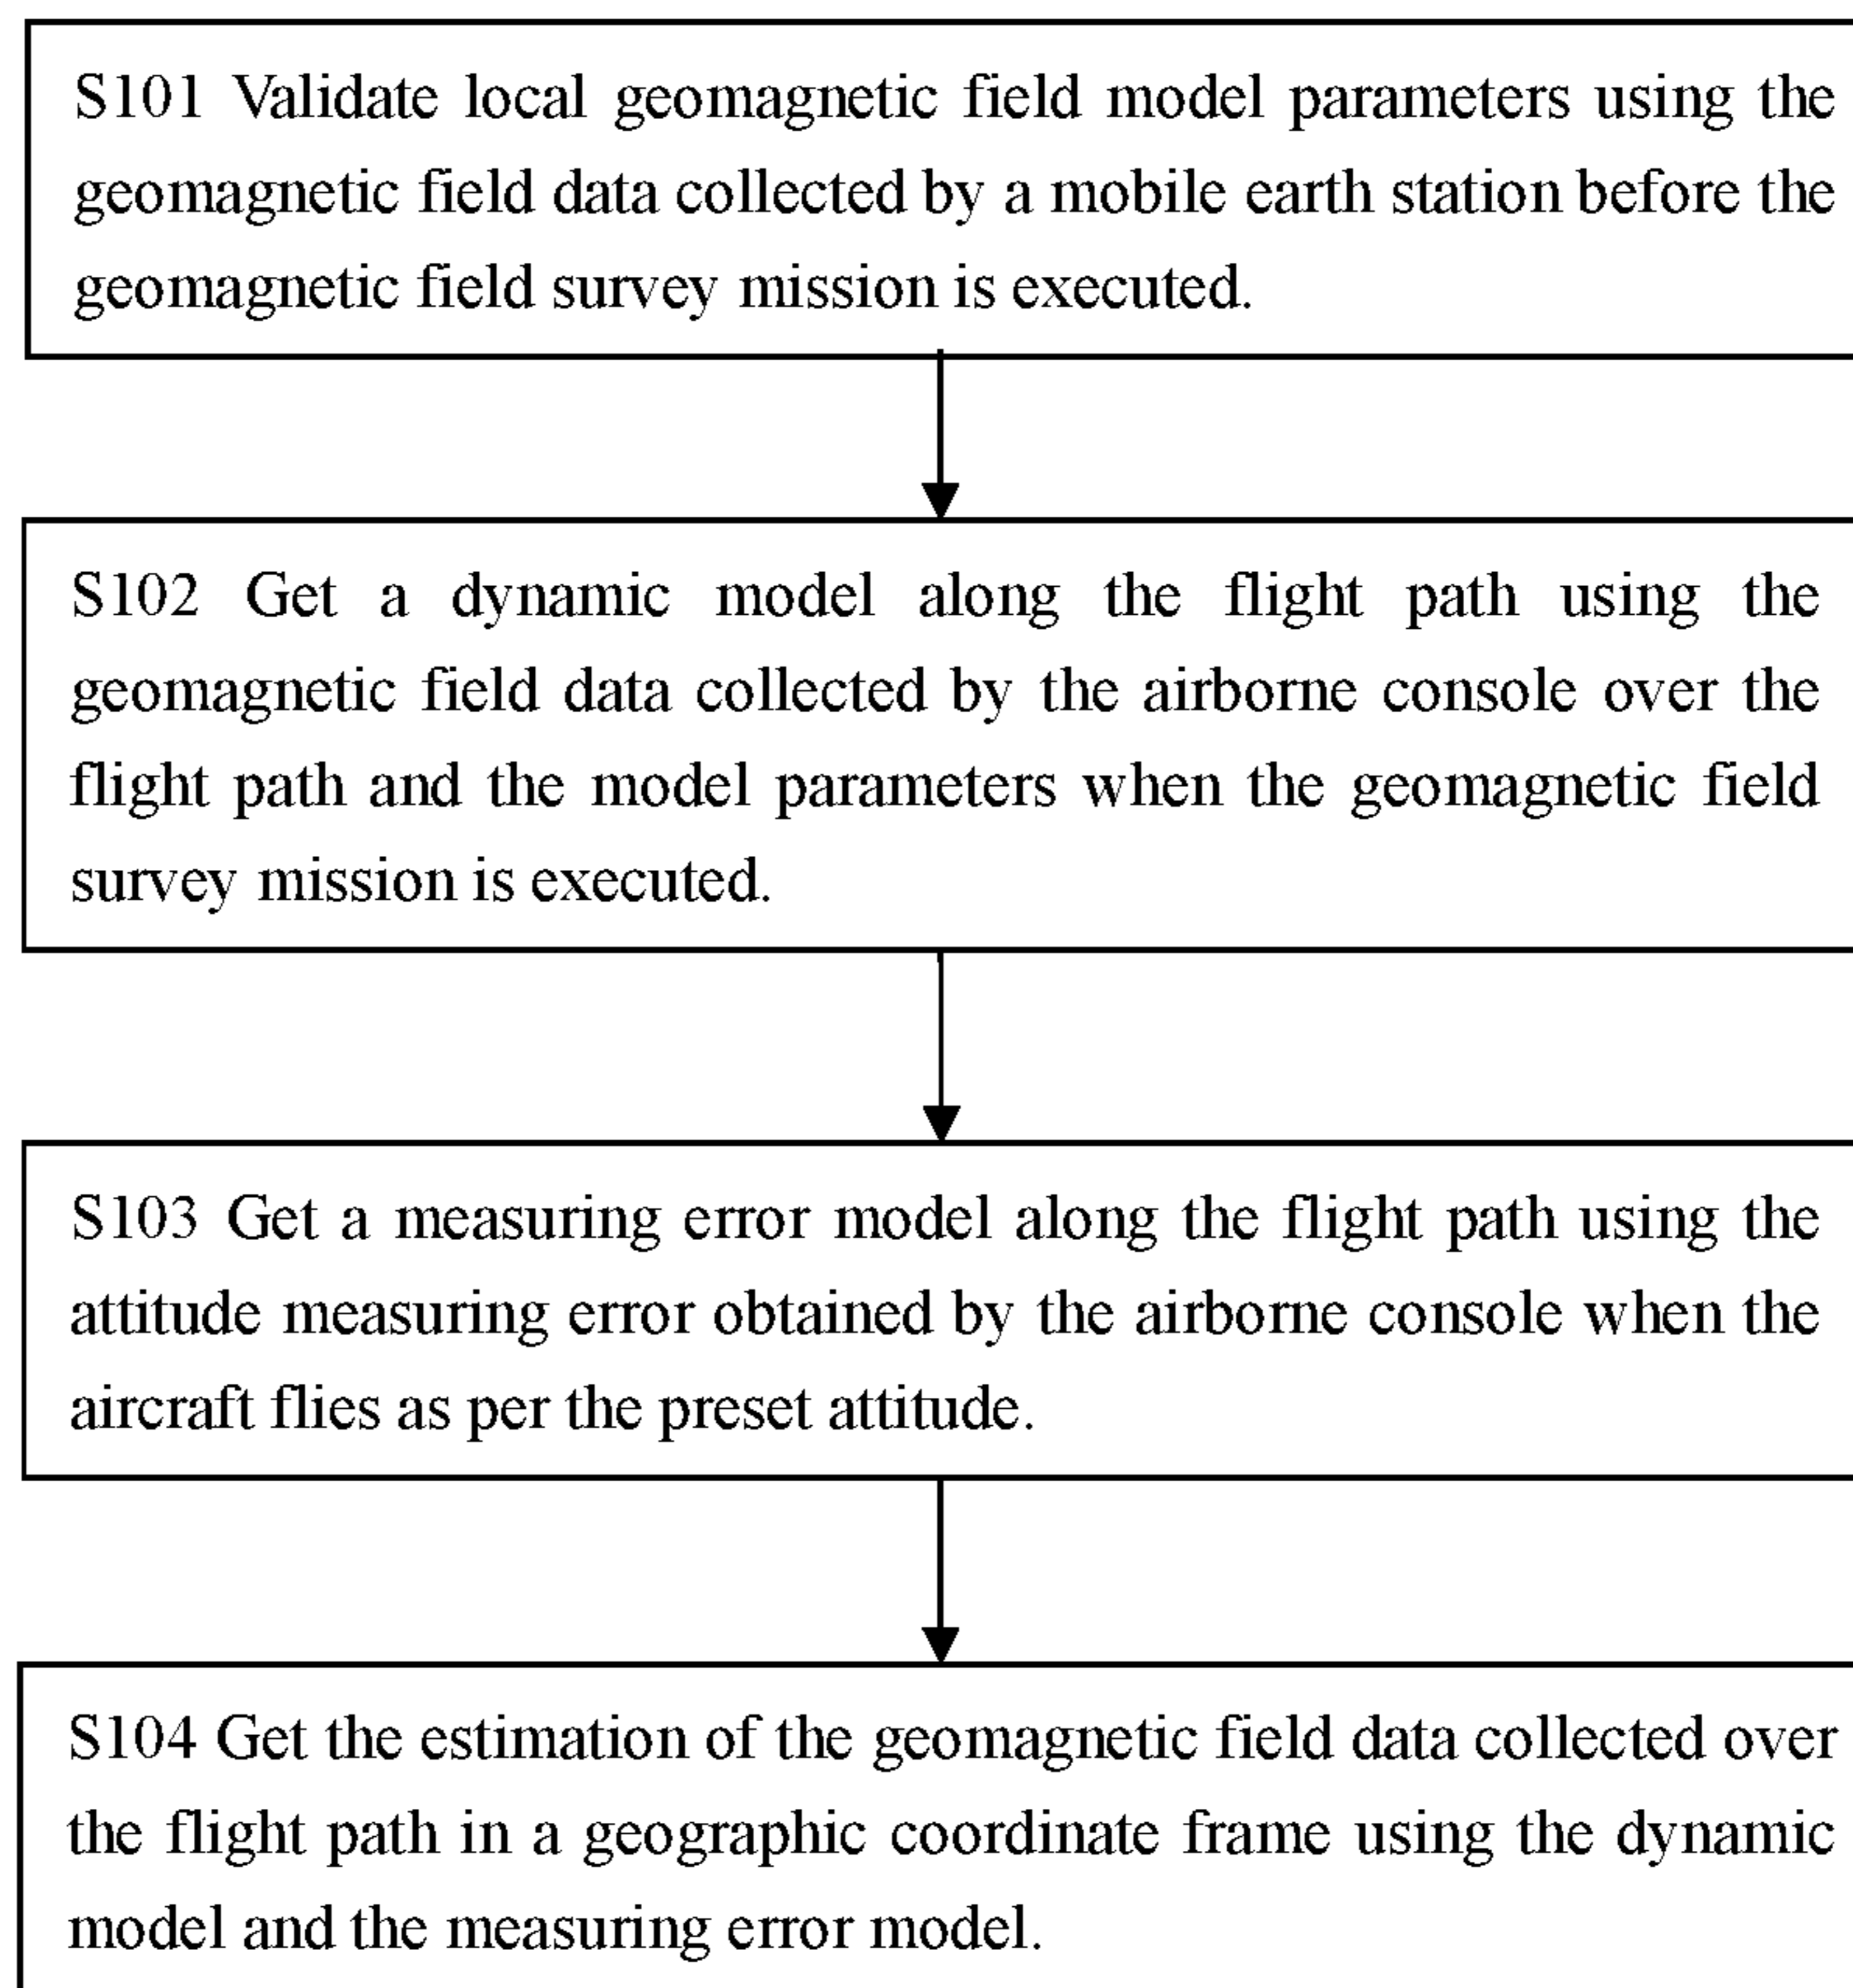 S101 Validate local geomagnetic field model parameters using the
geomagnetic field data collected by a mobile earth station before the
geomagnetic field survey mission is executed.
S102 Get a dynamic model along the flight path using the
geomagnetic field data collected by the airborne console over the
flight path and the model parameters when the geomagnetic field
survey mission is executed.
S103 Get a measuring error model along the flight path using the
attitude measuring error obtained by the airborne console when the
aircraft flies as per the preset attitude.
S104 Get the estimation of the geomagnetic field data collected over
the flight path in a geographic coordinate frame using the dynamic
model and the measuring error model.